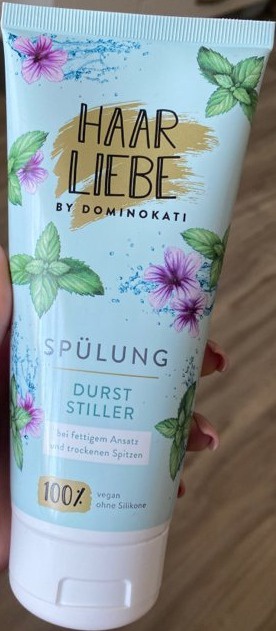 HAAR
LIEBE
BY DOMINOKATI
SPÜLUNG
DURST
STILLER
bei fettigem Ansatz
und trockenen Spitzen
100%
vegan
ohne Silikone